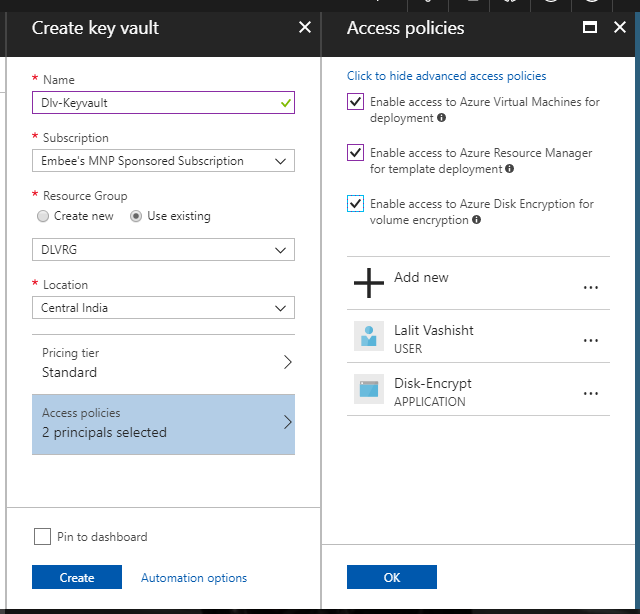 Create key vault
* Name
Dlv-Keyvault
* Subscription
Embee's MNP Sponsored Subscription
* Resource Group
Create new
Use existing
DLVRG
* Location
Central India
Pricing tier
Standard
Access policies
2 principals selected
Pin to dashboard
Create
Automation options
Access policies
Click to hide advanced access policies
Enable access to Azure Virtual Machines for
deployment
Enable access to Azure Resource Manager
for template deployment
Enable access to Azure Disk Encryption for
volume encryption
Add new
...
Lalit Vashisht
USER
...
Disk-Encrypt
APPLICATION
...
OK